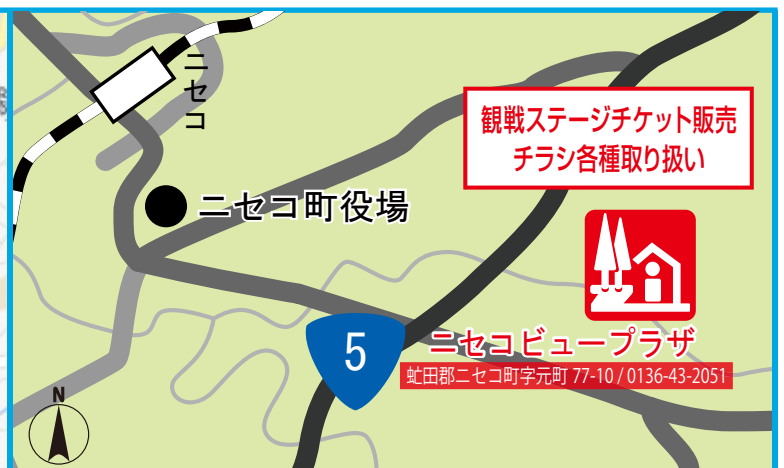 ニセコ
観戦ステージチケット販売
チラシ各種取り扱い
ニセコ町役場
5
ニセコビュープラザ
虻田郡ニセコ町字元町 77-10 / 0136-43-2051
N